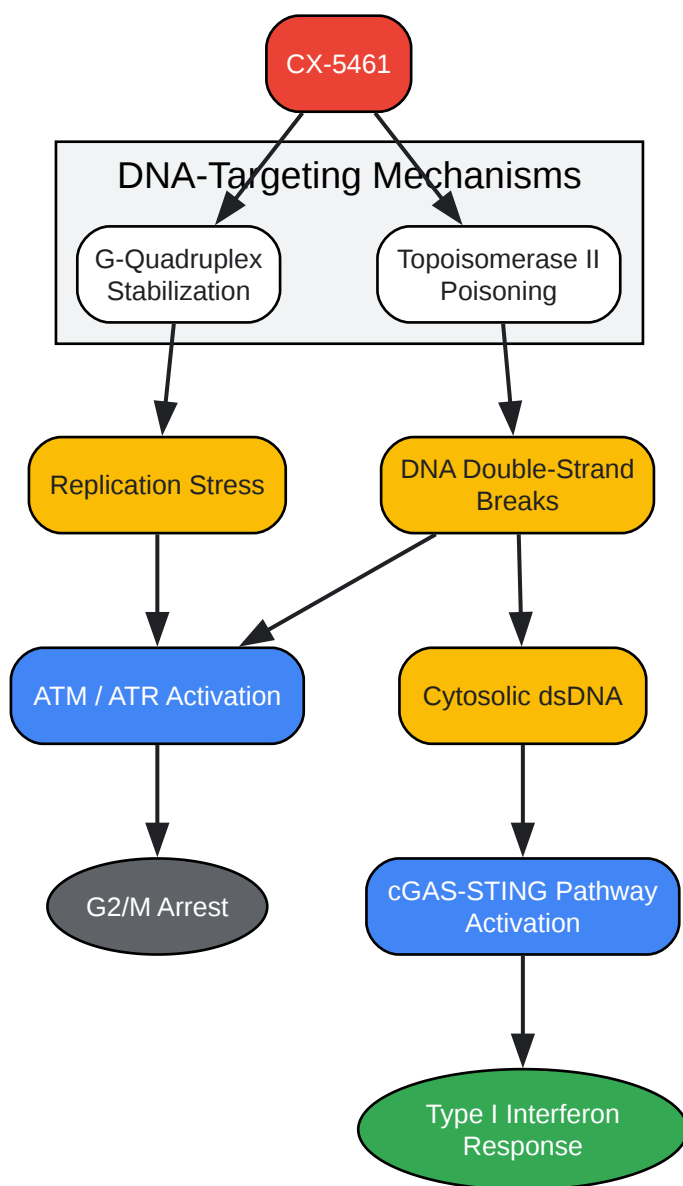 CX-5461
DNA-Targeting Mechanisms
G-Quadruplex
Stabilization
Topoisomerase II
Poisoning
Replication Stress
DNA Double-Strand
Breaks
ATM / ATR Activation
Cytosolic dsDNA
G2/M Arrest
cGAS-STING Pathway
Activation
Type I Interferon
Response